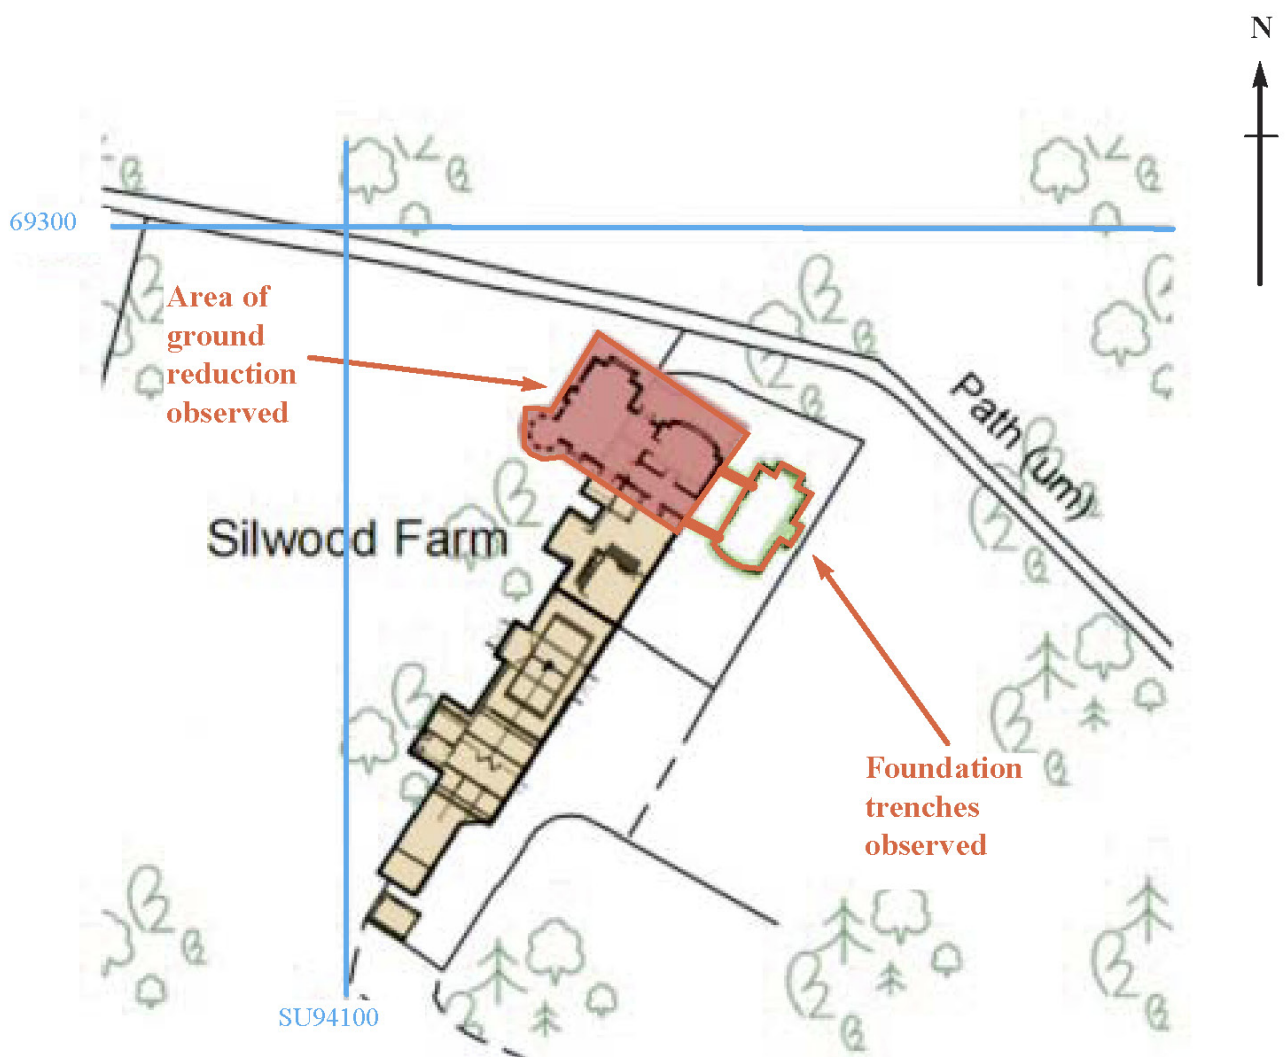 N
69300
Area of
ground
reduction
observed
Path (um)
Silwood Farm
Foundation
trenches
observed
SU94100